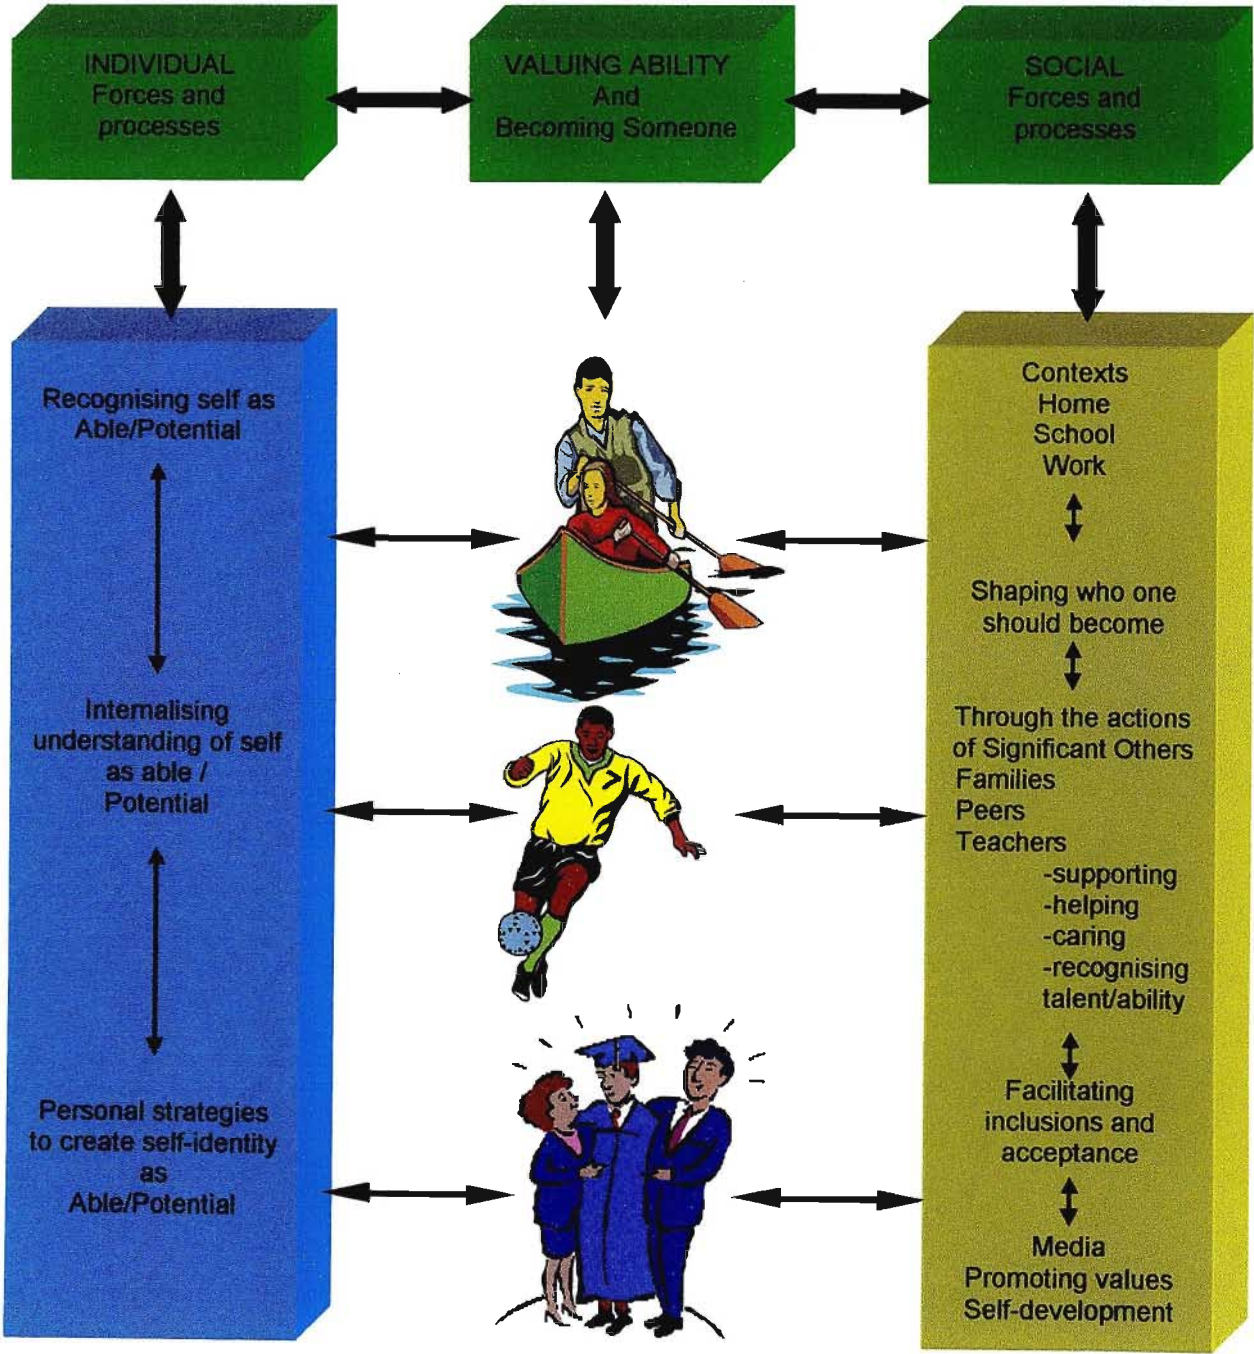 INDIVIDUAL
Forces and
processes
VALUING ABILITY
And
Becoming Someone
SOCIAL
Forces and
processes
Recognising self as
Able/Potential
Internalising
understanding of self
as able /
Potential
Personal strategies
to create self-identity
as
Able/Potential
Contexts
Home
School
Work
Shaping who one
should become
Through the actions
of Significant Others
Families
Peers
Teachers
-supporting
-helping
-caring
-recognising
talent/ability
Facilitating
inclusions and
acceptance
Media
Promoting values
Self-development